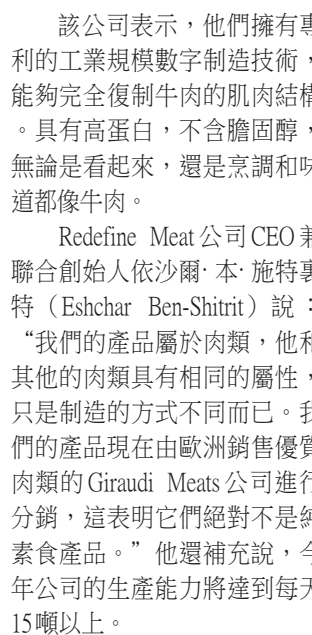 該公司表示，他們擁有專
利的工業規模數字制造技術，
能夠完全復制牛肉的肌肉結構
。具有高蛋白，不含膽固醇，
無論是看起來，還是烹調和味
道都像牛肉。
Redefine Meat公司CEO兼
聯合創始人依沙爾·本·施特裏
特（Eshchar Ben-Shitrit）說：
“我們的產品屬於肉類，他和
其他的肉類具有相同的屬性，
只是制造的方式不同而已。我
們的產品現在由歐洲銷售優質
肉類的Giraudi Meats公司進行
分銷，這表明它們絕對不是純
素食產品。”他還補充說，今
年公司的生產能力將達到每天
15噸以上。